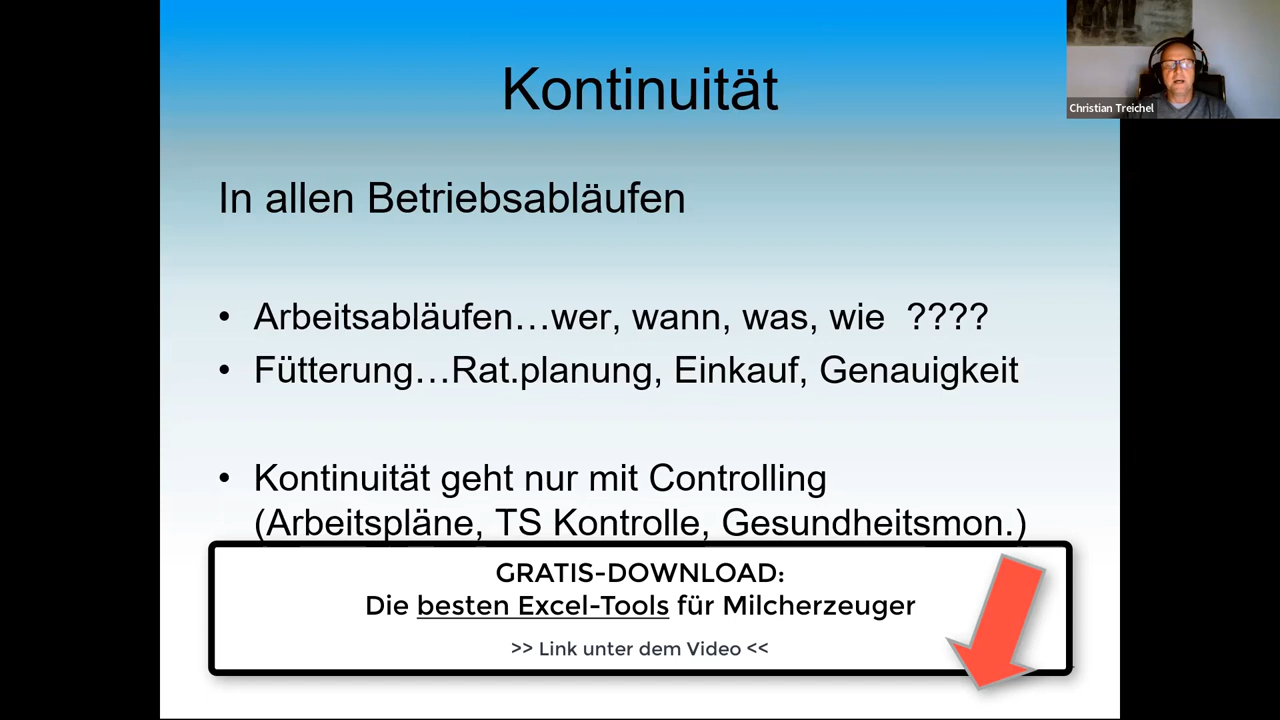 Kontinuität
Christian Treichel
In allen Betriebsabläufen
• Arbeitsabläufen…wer, wann, was, wie ????
• Fütterung…Rat.planung, Einkauf, Genauigkeit
• Kontinuität geht nur mit Controlling
(Arbeitspläne, TS Kontrolle, Gesundheitsmon.)
GRATIS-DOWNLOAD:
Die besten Excel-Tools für Milcherzeuger
>> Link unter dem Video <<